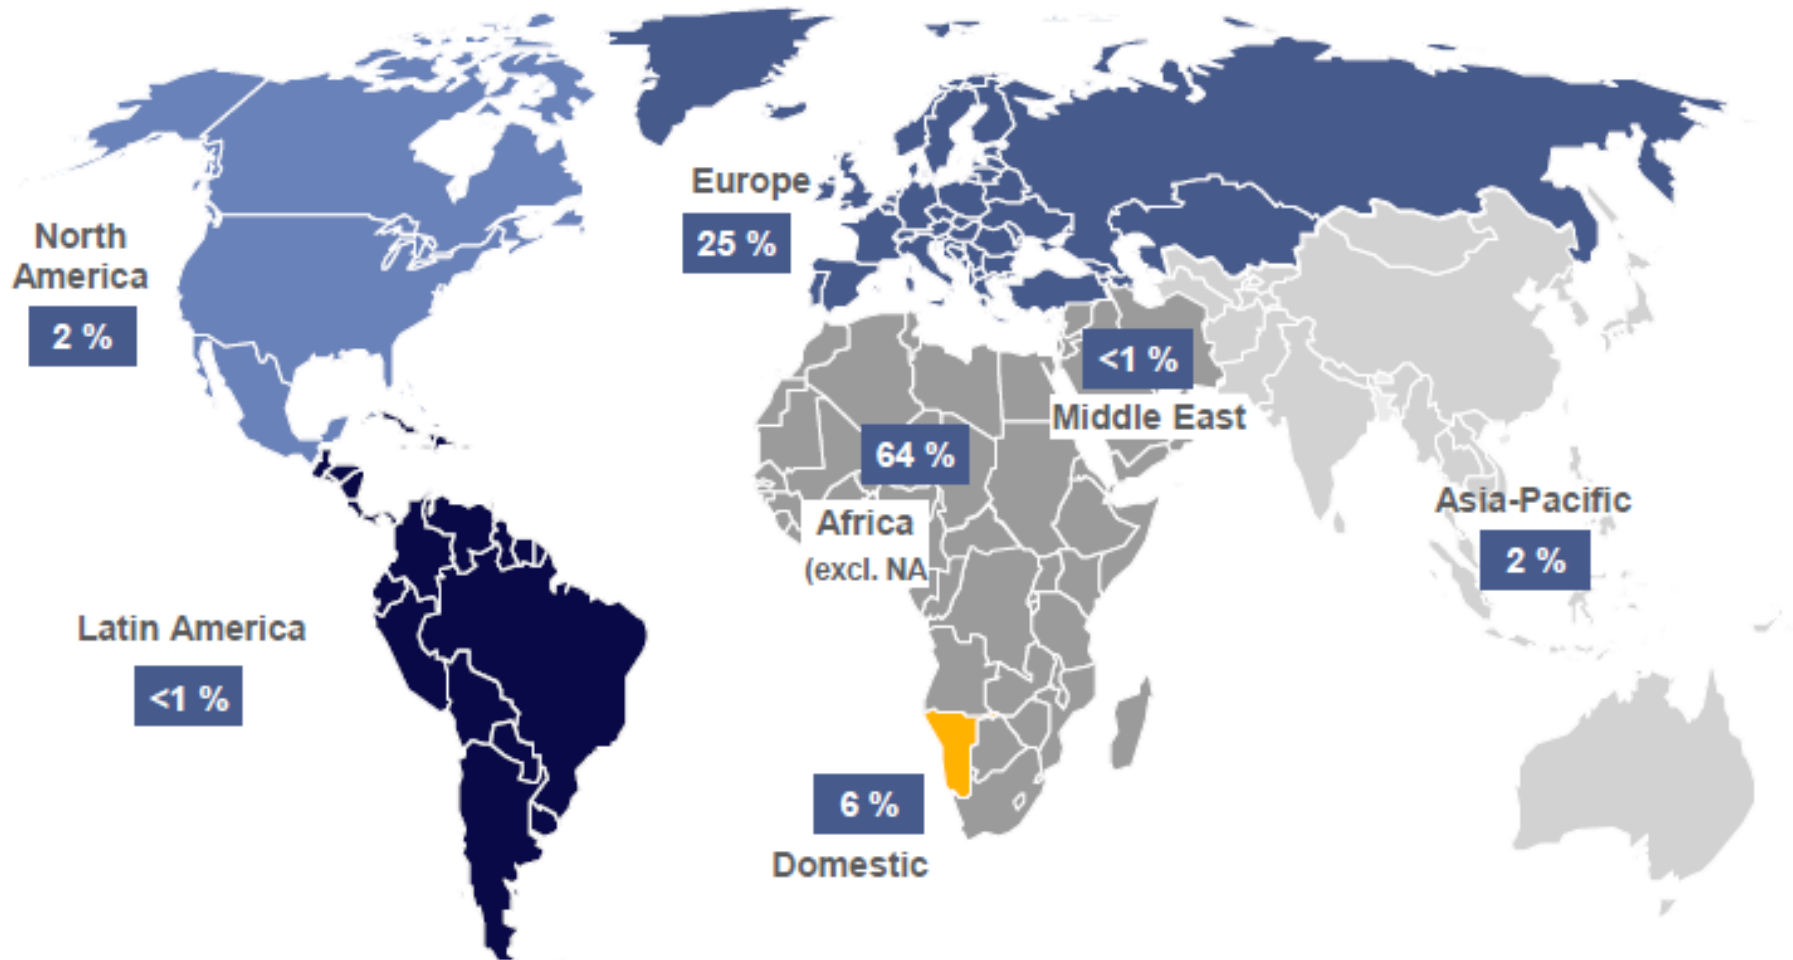 Europe
25 %
North
America
2 %
<1 %
Middle East
64 %
Africa
(excl. NA
Asia-Pacific
2 %
Latin America
<1 %
6 %
Domestic